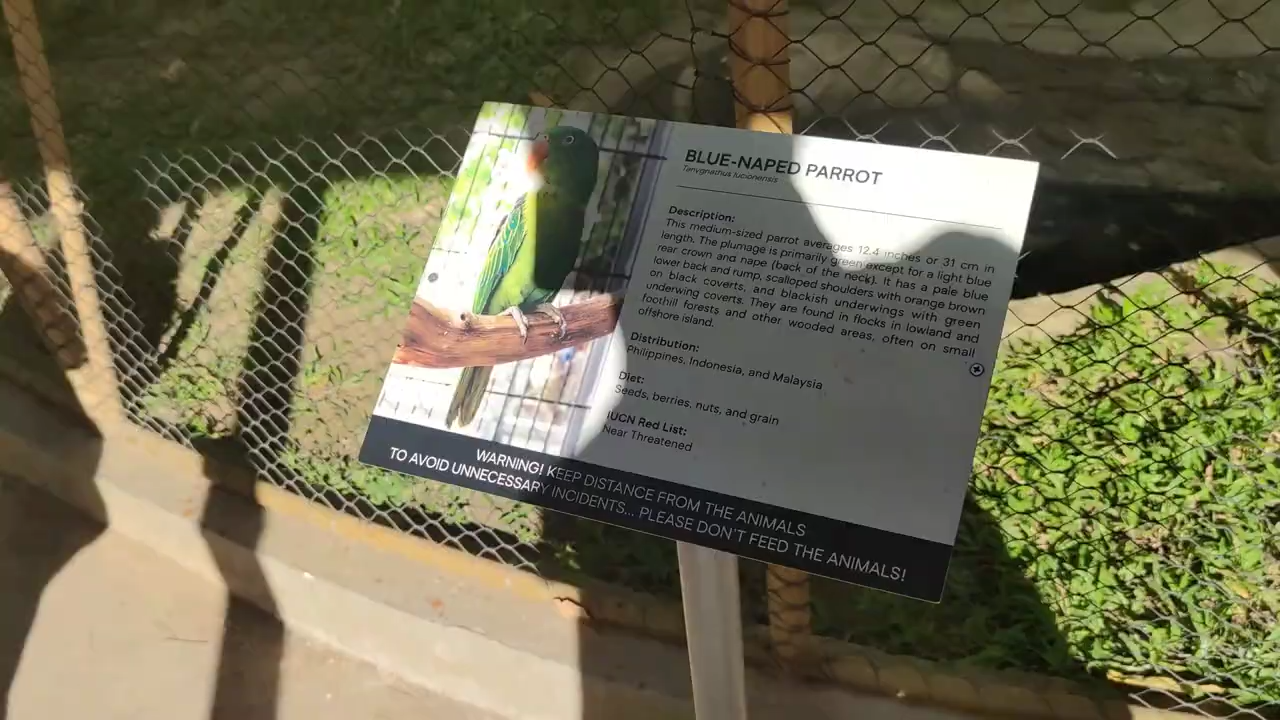 BLUE-NAPED PARROT
Tanygnathus lucionensis
Description:
This medium-sized parrot averages 12.4 inches or 31 cm in
length. The plumage is primarily green except for a light blue
rear crown and nape (back of the neck). It has a pale blue
lower back and rump, scalloped shoulders with orange brown
on black coverts, and blackish underwings with green
underwing coverts. They are found in flocks in lowland and
foothill forests and other wooded areas, often on small
offshore island.
Distribution:
Philippines, Indonesia, and Malaysia
Diet:
Seeds, berries, nuts, and grain
IUCN Red List:
Near Threatened
WARNING! KEEP DISTANCE FROM THE ANIMALS
TO AVOID UNNECESSARY INCIDENTS... PLEASE DON'T FEED THE ANIMALS!